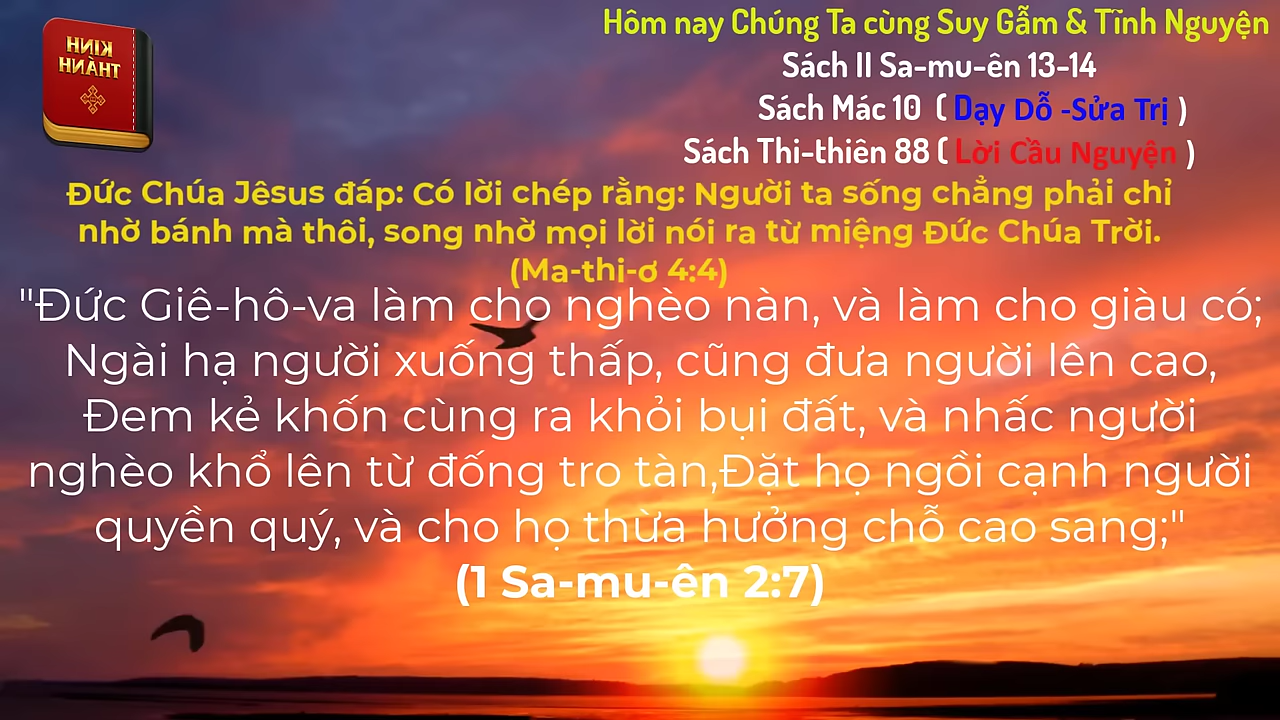 KINH
THÀNH
Hôm nay Chúng Ta cùng Suy Gẫm & Tĩnh Nguyện
Sách II Sa-mu-ên 13-14
Sách Mác 10 ( Dạy Dỗ -Sửa Trị )
Sách Thi-thiên 88 ( Lời Cầu Nguyện )
Đức Chúa Jêsus đáp: Có lời chép rằng: Người ta sống chẳng phải chỉ
nhờ bánh mà thôi, song nhờ mọi lời nói ra từ miệng Đức Chúa Trời.
(Ma-thi-ơ 4:4)
"Đức Giê-hô-va làm cho nghèo nàn, và làm cho giàu có;
Ngài hạ người xuống thấp, cũng đưa người lên cao,
Đem kẻ khốn cùng ra khỏi bụi đất, và nhấc người
nghèo khổ lên từ đống tro tàn,Đặt họ ngồi cạnh người
quyền quý, và cho họ thừa hưởng chỗ cao sang;"
(1 Sa-mu-ên 2:7)